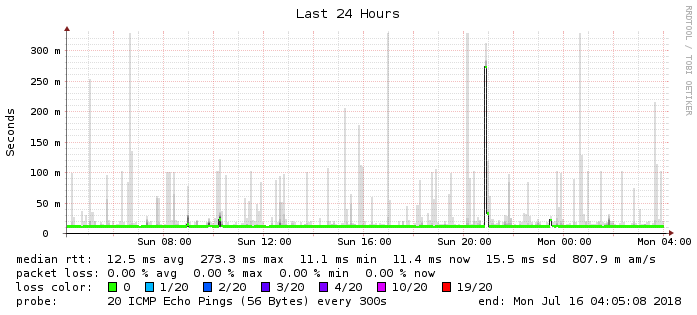 Last 24 Hours
RRDTOOL / TOBI OETIKER
Seconds
300 m
250 m
200 m
150 m
100 m
50 m
0
Sun 08:00 Sun 12:00 Sun 16:00 Sun 20:00 Mon 00:00 Mon 04:00
median rtt: 12.5 ms avg 273.3 ms max 11.1 ms min 11.4 ms now 15.5 ms sd 807.9 m am/s
packet loss: 0.00 % avg 0.00 % max 0.00 % min 0.00 % now
loss color: 0 1/20 2/20 3/20 4/20 10/20 19/20
probe: 20 ICMP Echo Pings (56 Bytes) every 300s end: Mon Jul 16 04:05:08 2018